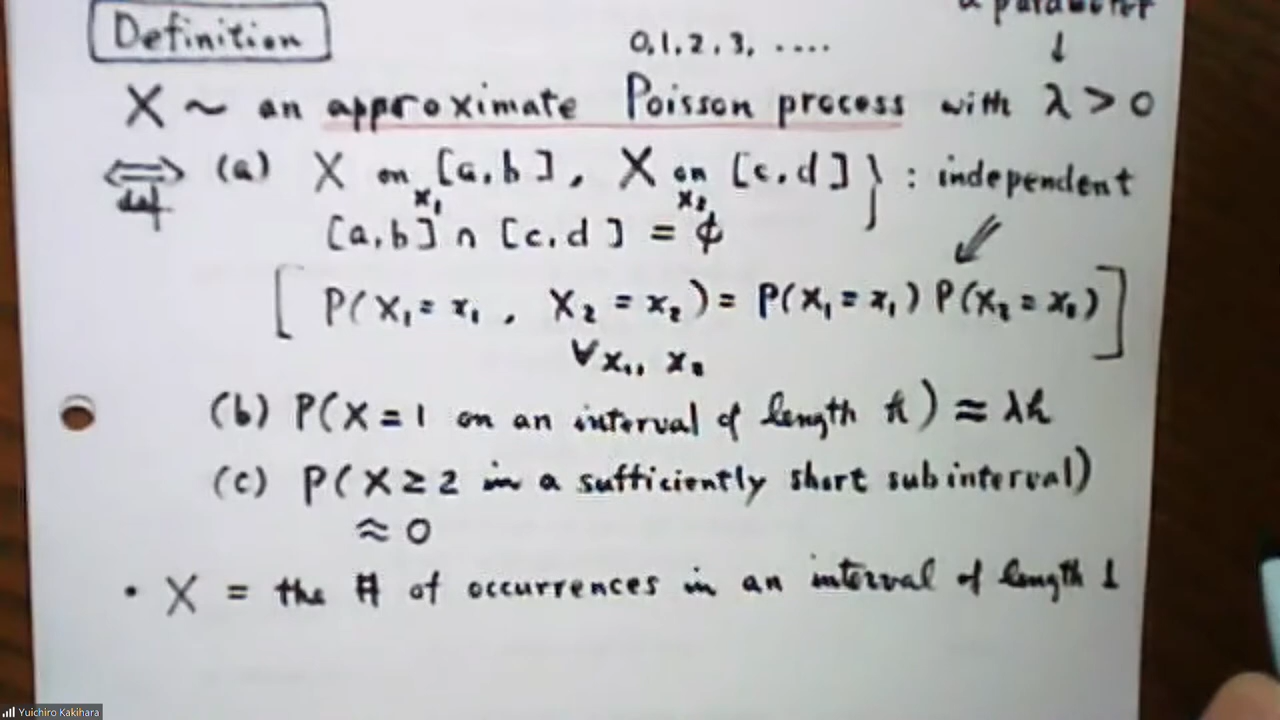 a parameter
Definition
0, 1, 2, 3, ....
↓
X ~ an approximate Poisson process with λ > 0
⇔ def (a) X on [a,b], X on [c,d] } : independent
X₁ X₂
[a,b] ∩ [c,d] = ϕ
[ P(X₁ = x₁, X₂ = x₂) = P(X₁ = x₁) P(X₂ = x₂) ]
∀x₁, x₂
(b) P(X = 1 on an interval of length h) ≈ λh
(c) P(X ≥ 2 in a sufficiently short subinterval)
≈ 0
• X = the # of occurrences in an interval of length 1
Yuichiro Kakihara